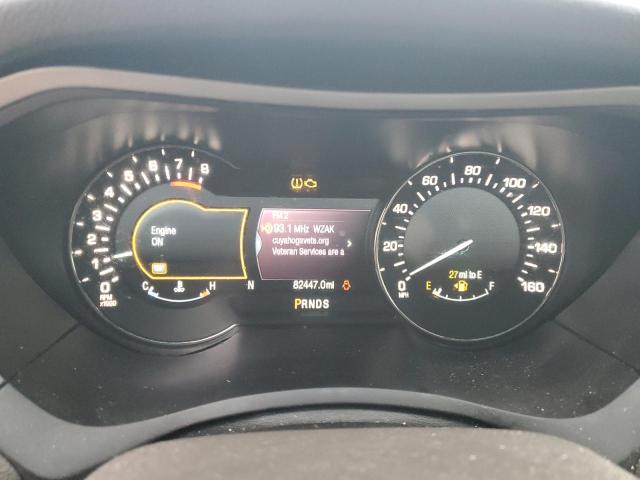 0 1 2 3 4 5 6 7 8
RPM
x1000
Engine
ON
C H
FM 2
93.1 MHz WZAK
cuyahogavets.org
Veteran Services are a
N 82447.0mi
PRNDS
0 20 40 60 80 100 120 140 160
MPH
27 mi to E
E F